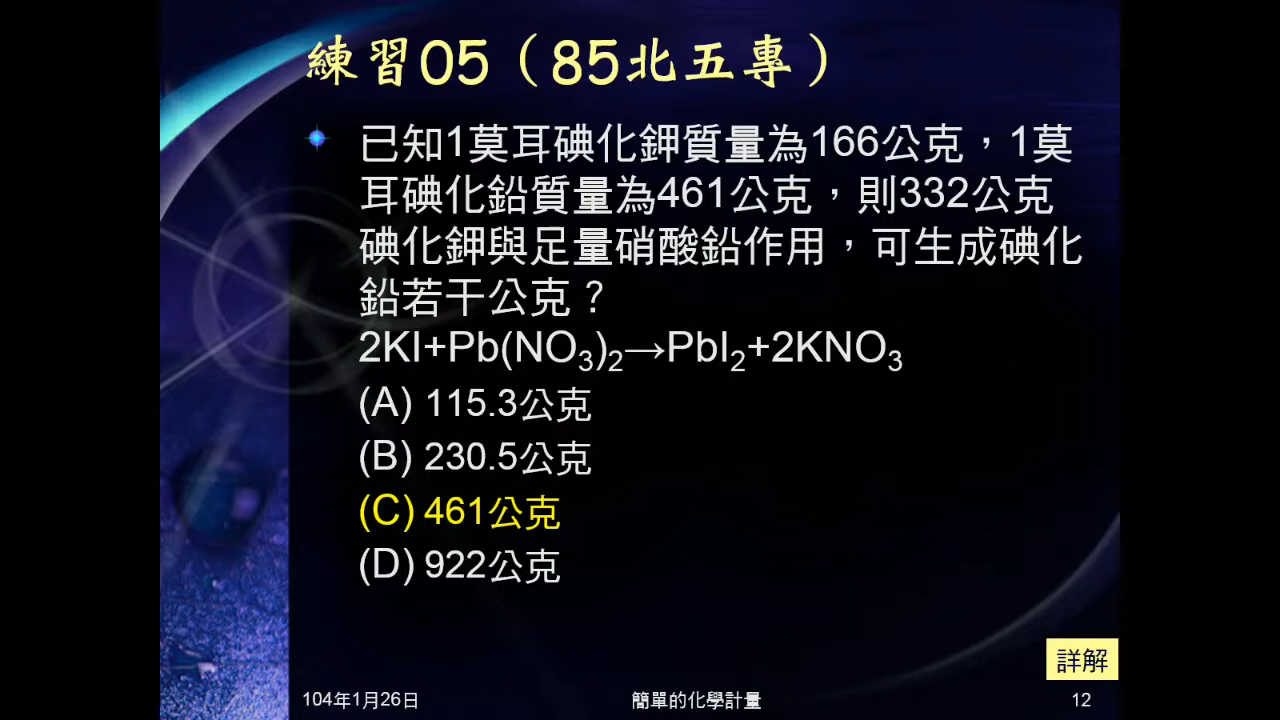 練習05（85北五專）
已知1莫耳碘化鉀質量為166公克，1莫
耳碘化鉛質量為461公克，則332公克
碘化鉀與足量硝酸鉛作用，可生成碘化
鉛若干公克？
2KI+Pb(NO₃)₂→PbI₂+2KNO₃
(A) 115.3公克
(B) 230.5公克
(C) 461公克
(D) 922公克
詳解
104年1月26日
簡單的化學計量
12